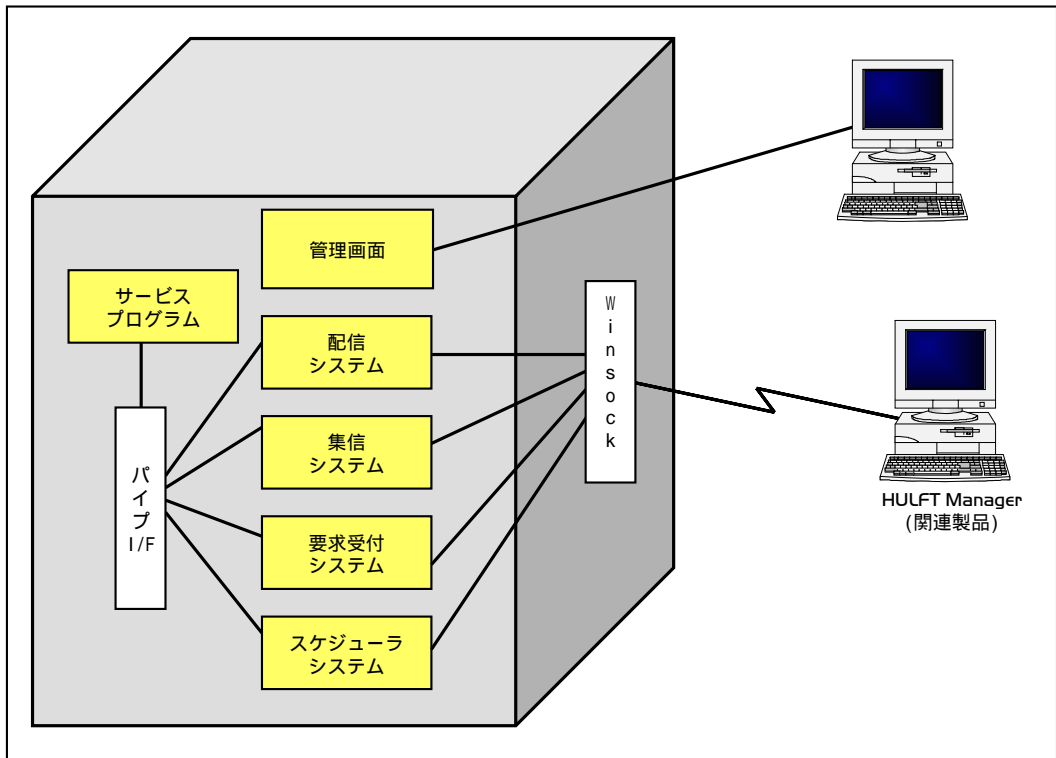 管理画面
サービス
プログラム
配信
システム
集信
システム
要求受付
システム
スケジューラ
システム
パイプ
I/F
Winsock
HULFT Manager
(関連製品)